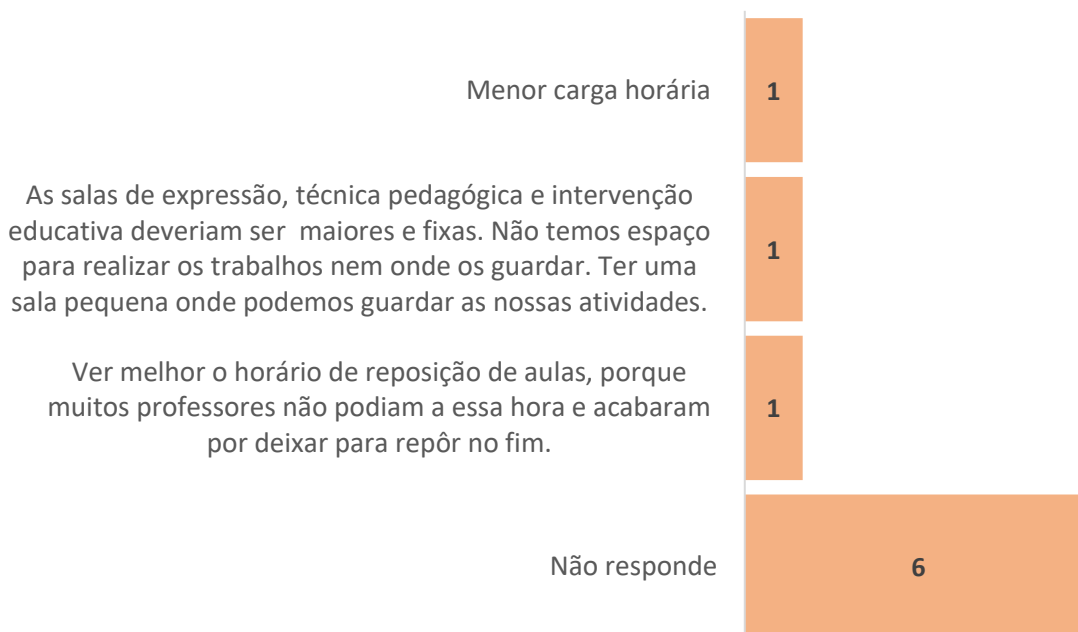 Menor carga horária
1
As salas de expressão, técnica pedagógica e intervenção
educativa deveriam ser  maiores e fixas. Não temos espaço
para realizar os trabalhos nem onde os guardar. Ter uma
sala pequena onde podemos guardar as nossas atividades.
1
Ver melhor o horário de reposição de aulas, porque
muitos professores não podiam a essa hora e acabaram
por deixar para repôr no fim.
1
Não responde
6